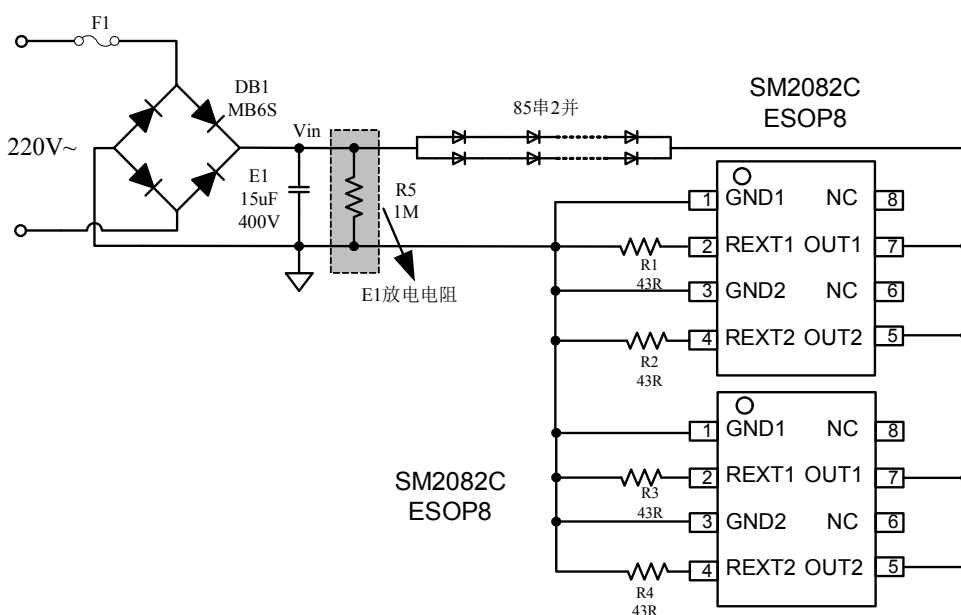 F1
DB1
MB6S
220V~
Vin
E1
15uF
400V
R5
1M
E1放电电阻
85串2并
SM2082C
ESOP8
1 GND1 NC 8
2 REXT1 OUT1 7
3 GND2 NC 6
4 REXT2 OUT2 5
R1
43R
R2
43R
SM2082C
ESOP8
1 GND1 NC 8
2 REXT1 OUT1 7
3 GND2 NC 6
4 REXT2 OUT2 5
R3
43R
R4
43R